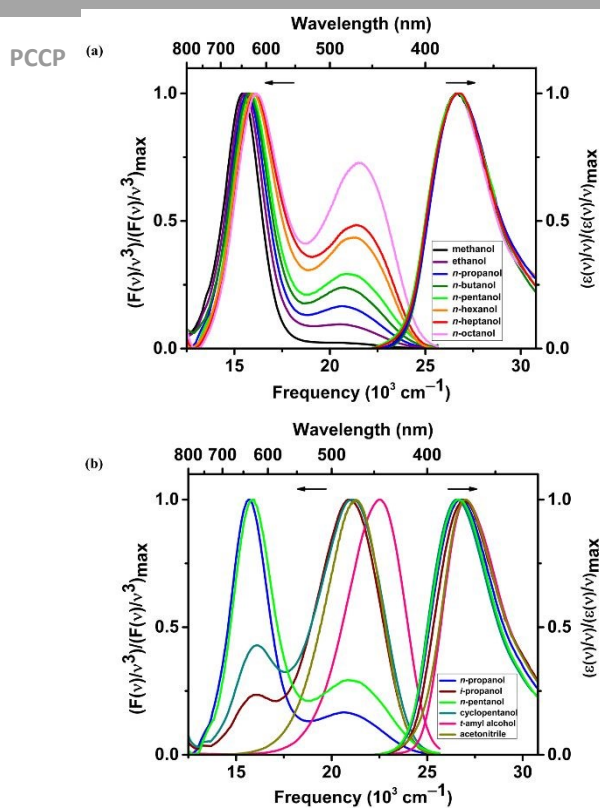 PCCP
(a)
Wavelength (nm)
800 700 600 500 400
1.0 1.0
0.5 0.5
0.0 0.0
(F(ν)/ν³)/(F(ν)/ν³)max
(ε(ν)/ν)/(ε(ν)/ν)max
methanol
ethanol
n-propanol
n-butanol
n-pentanol
n-hexanol
n-heptanol
n-octanol
15 20 25 30
Frequency (10³ cm⁻¹)
(b)
Wavelength (nm)
800 700 600 500 400
1.0 1.0
0.5 0.5
0.0 0.0
(F(ν)/ν³)/(F(ν)/ν³)max
(ε(ν)/ν)/(ε(ν)/ν)max
n-propanol
i-propanol
n-pentanol
cyclopentanol
t-amyl alcohol
acetonitrile
15 20 25 30
Frequency (10³ cm⁻¹)